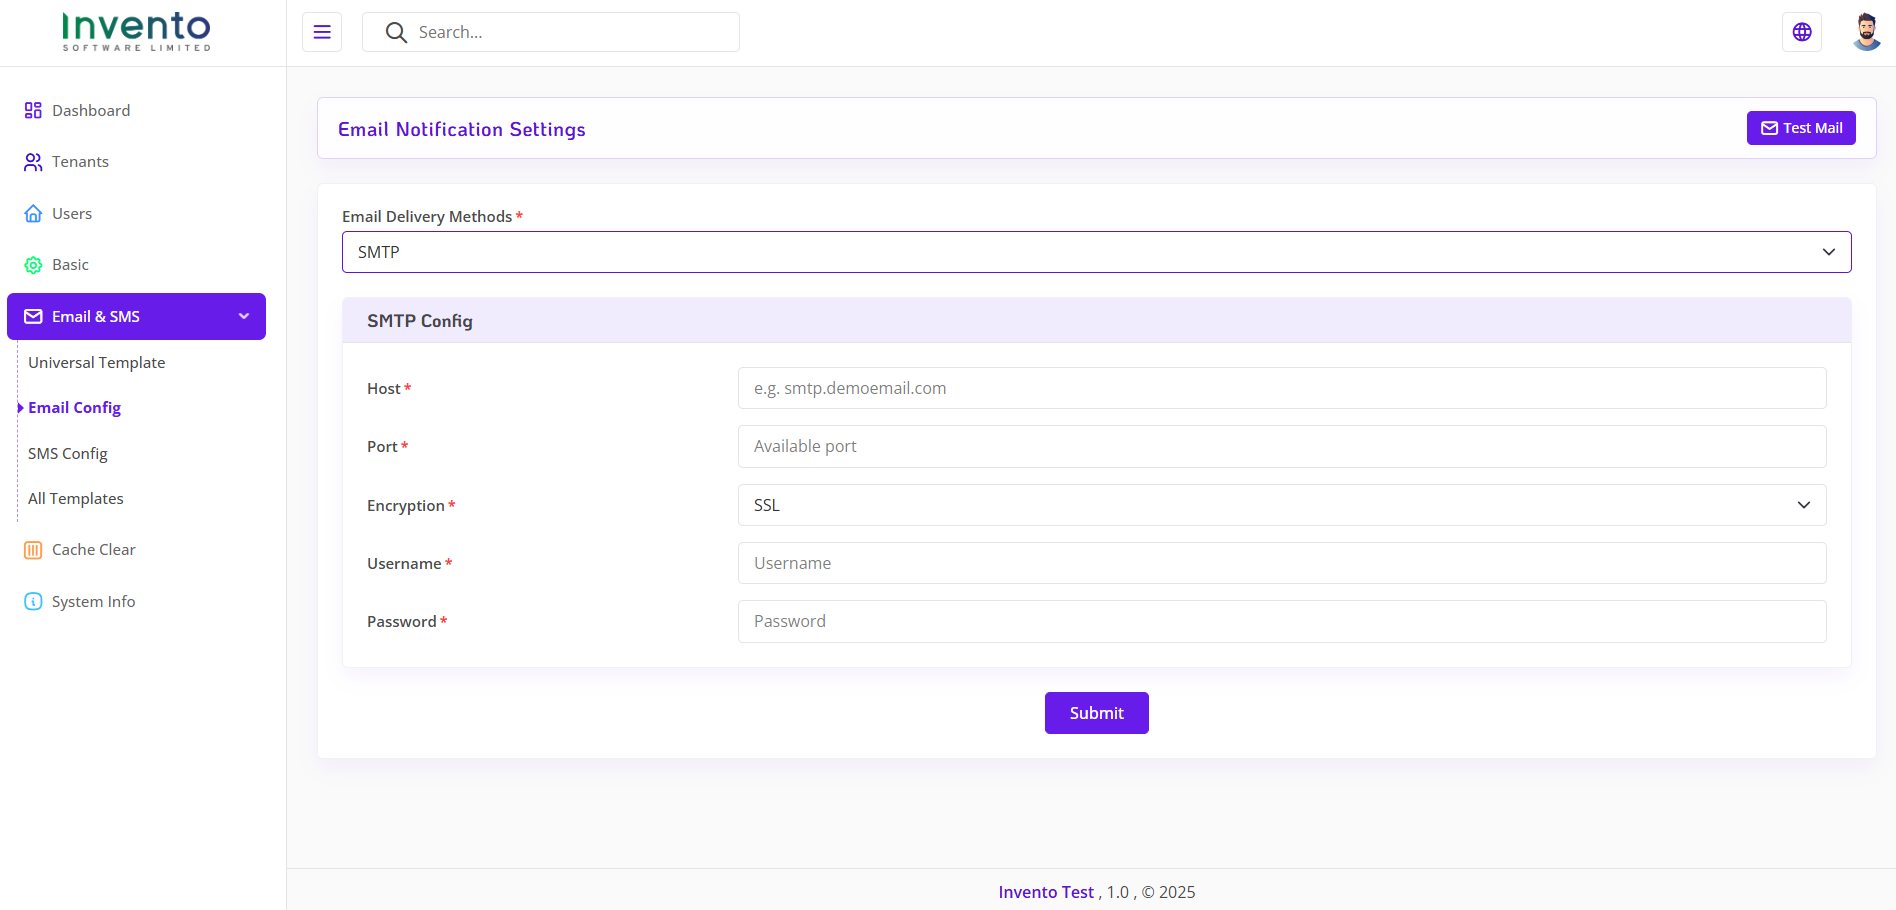 Invento
SOFTWARE LIMITED
Search...
Dashboard
Tenants
Users
Basic
Email & SMS
Universal Template
Email Config
SMS Config
All Templates
Cache Clear
System Info
Email Notification Settings
Test Mail
Email Delivery Methods *
SMTP
SMTP Config
Host * e.g. smtp.demoemail.com
Port * Available port
Encryption * SSL
Username * Username
Password * Password
Submit
Invento Test , 1.0 , © 2025